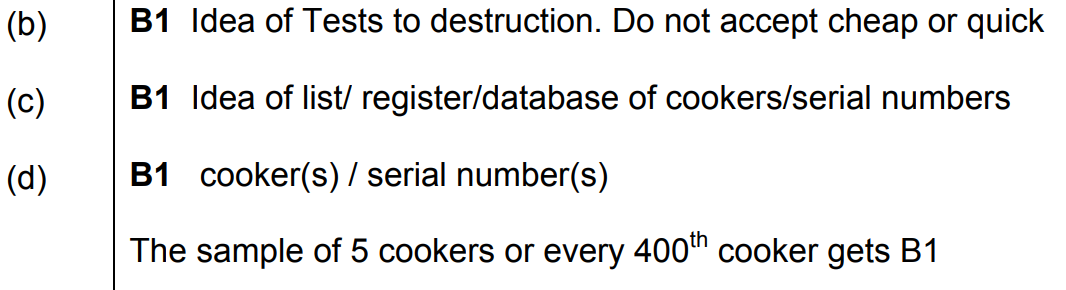 (b) B1 Idea of Tests to destruction. Do not accept cheap or quick
(c) B1 Idea of list/ register/database of cookers/serial numbers
(d) B1 cooker(s) / serial number(s)
The sample of 5 cookers or every 400th cooker gets B1